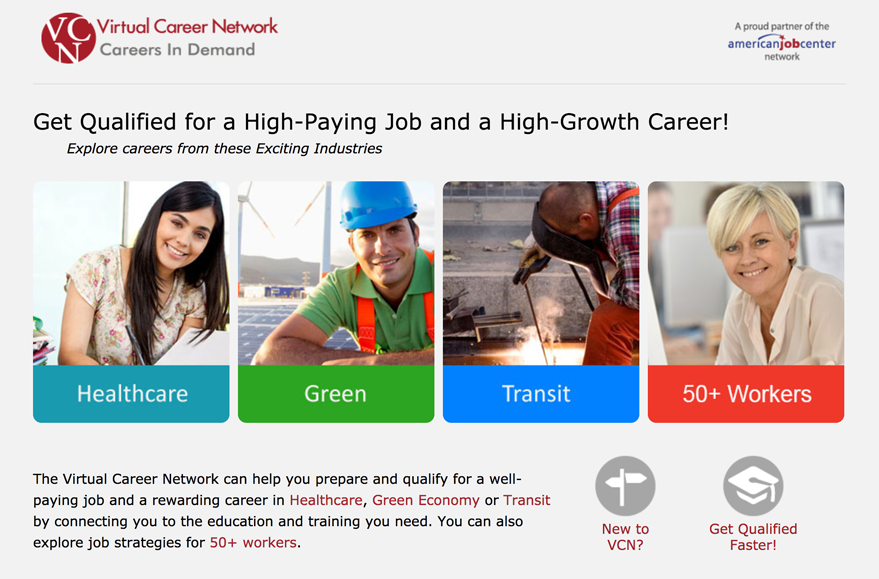 VCN
Virtual Career Network
Careers In Demand
A proud partner of the
americanjobcenter
network
Get Qualified for a High-Paying Job and a High-Growth Career!
Explore careers from these Exciting Industries
Healthcare
Green
Transit
50+ Workers
The Virtual Career Network can help you prepare and qualify for a well-
paying job and a rewarding career in Healthcare, Green Economy or Transit
by connecting you to the education and training you need. You can also
explore job strategies for 50+ workers.
New to
VCN?
Get Qualified
Faster!